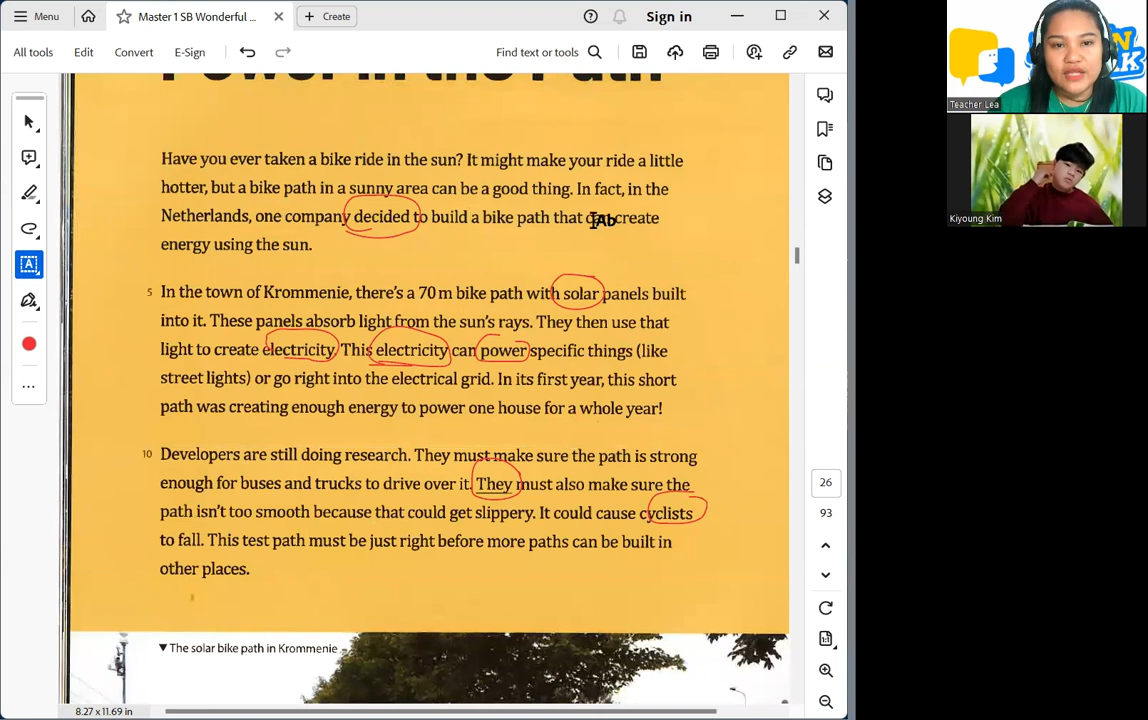 Menu
Master 1 SB Wonderful ...
Create
Sign in
All tools
Edit
Convert
E-Sign
Find text or tools
Power in the Path
Have you ever taken a bike ride in the sun? It might make your ride a little
hotter, but a bike path in a sunny area can be a good thing. In fact, in the
Netherlands, one company decided to build a bike path that create
energy using the sun.
5 In the town of Krommenie, there's a 70 m bike path with solar panels built
into it. These panels absorb light from the sun's rays. They then use that
light to create electricity. This electricity can power specific things (like
street lights) or go right into the electrical grid. In its first year, this short
path was creating enough energy to power one house for a whole year!
10 Developers are still doing research. They must make sure the path is strong
enough for buses and trucks to drive over it. They must also make sure the
path isn't too smooth because that could get slippery. It could cause cyclists
to fall. This test path must be just right before more paths can be built in
other places.
▼ The solar bike path in Krommenie
8.27 x 11.69 in
26
93
Teacher Lea
Kiyoung Kim